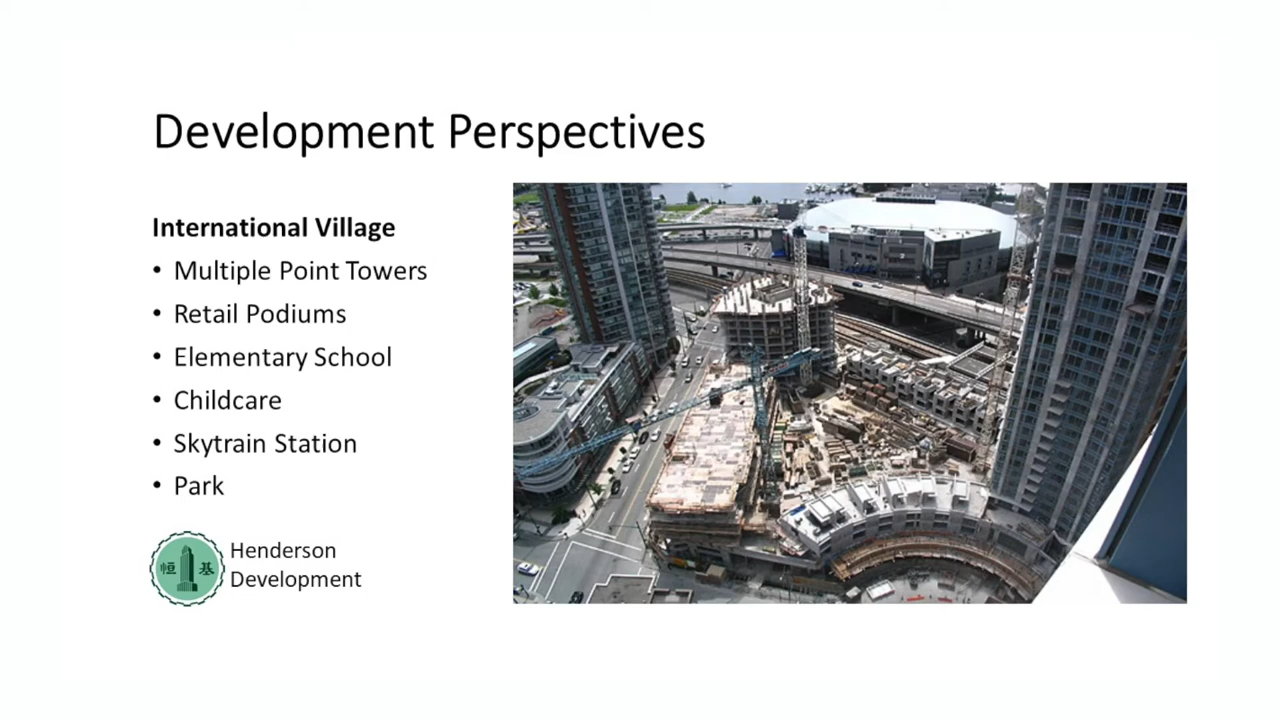 Development Perspectives
International Village
• Multiple Point Towers
• Retail Podiums
• Elementary School
• Childcare
• Skytrain Station
• Park
恒 基
Henderson
Development